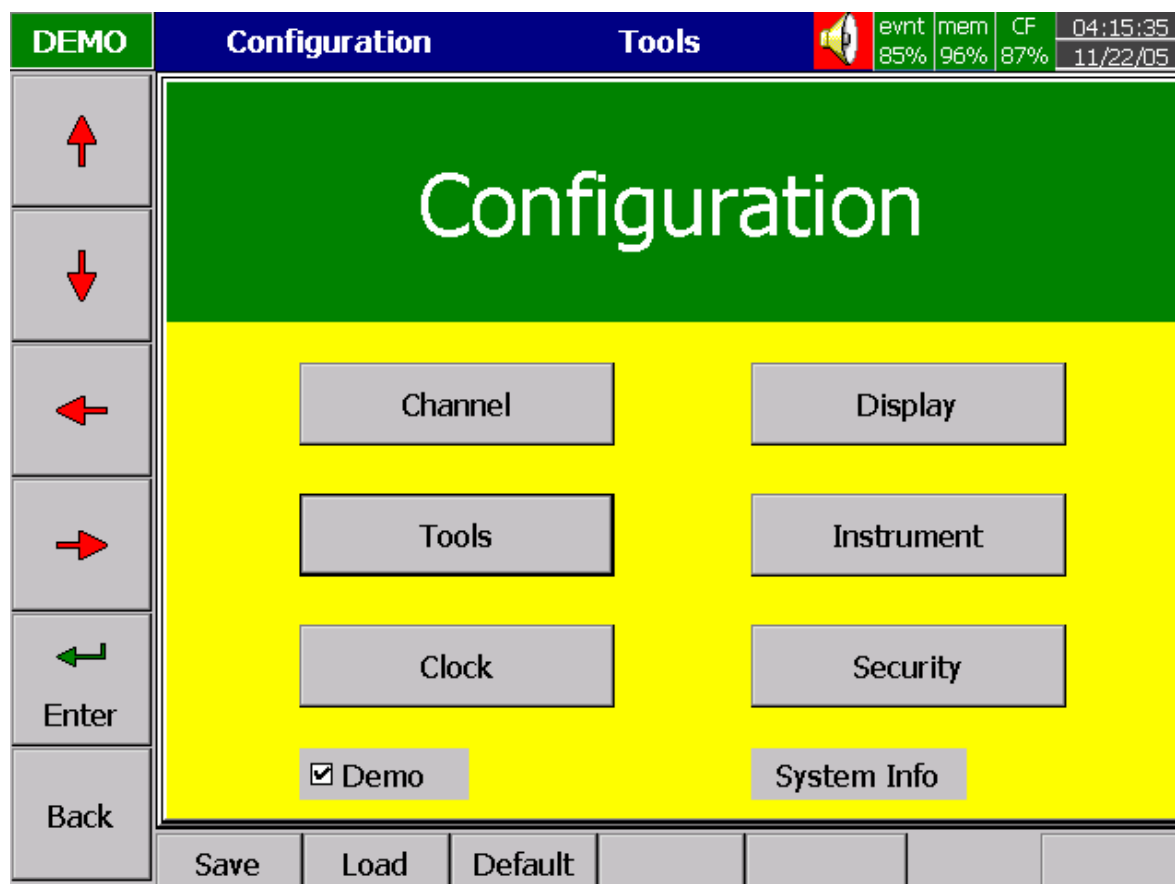 DEMO Configuration Tools evnt mem CF 04:15:35
85% 96% 87% 11/22/05
Configuration
Channel Display
Tools Instrument
Clock Security
Enter
Demo System Info
Back
Save Load Default